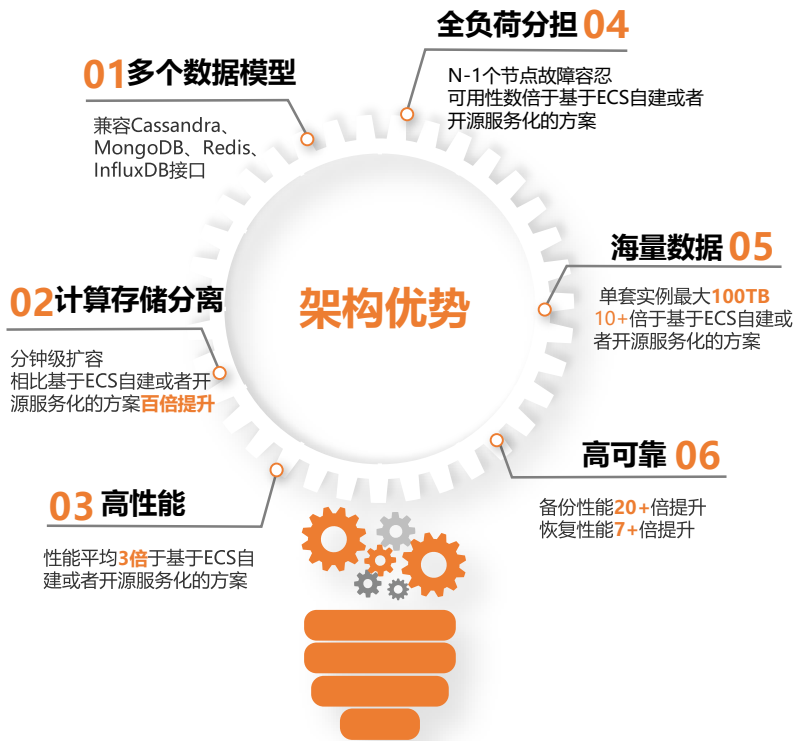 01多个数据模型
兼容Cassandra、
MongoDB、Redis、
InfluxDB接口
02计算存储分离
分钟级扩容
相比基于ECS自建或者开
源服务化的方案百倍提升
03 高性能
性能平均3倍于基于ECS自
建或者开源服务化的方案
架构优势
全负荷分担 04
N-1个节点故障容忍
可用性数倍于基于ECS自建或者
开源服务化的方案
海量数据 05
单套实例最大100TB
10+倍于基于ECS自建或
者开源服务化的方案
高可靠 06
备份性能20+倍提升
恢复性能7+倍提升